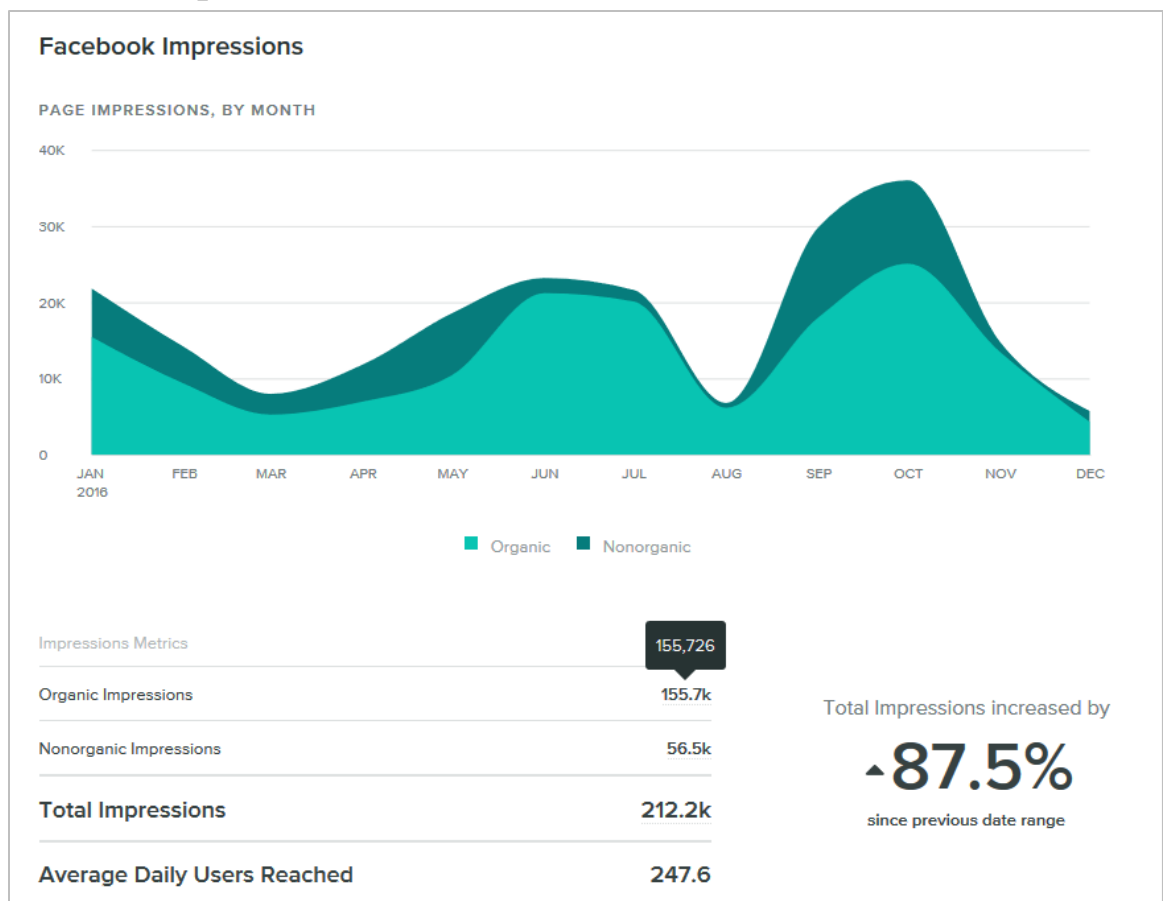 Facebook Impressions
PAGE IMPRESSIONS, BY MONTH
40K
30K
20K
10K
0
JAN FEB MAR APR MAY JUN JUL AUG SEP OCT NOV DEC
2016
Organic Nonorganic
Impressions Metrics
155,726
Organic Impressions 155.7k
Nonorganic Impressions 56.5k
Total Impressions 212.2k
Average Daily Users Reached 247.6
Total Impressions increased by
87.5%
since previous date range